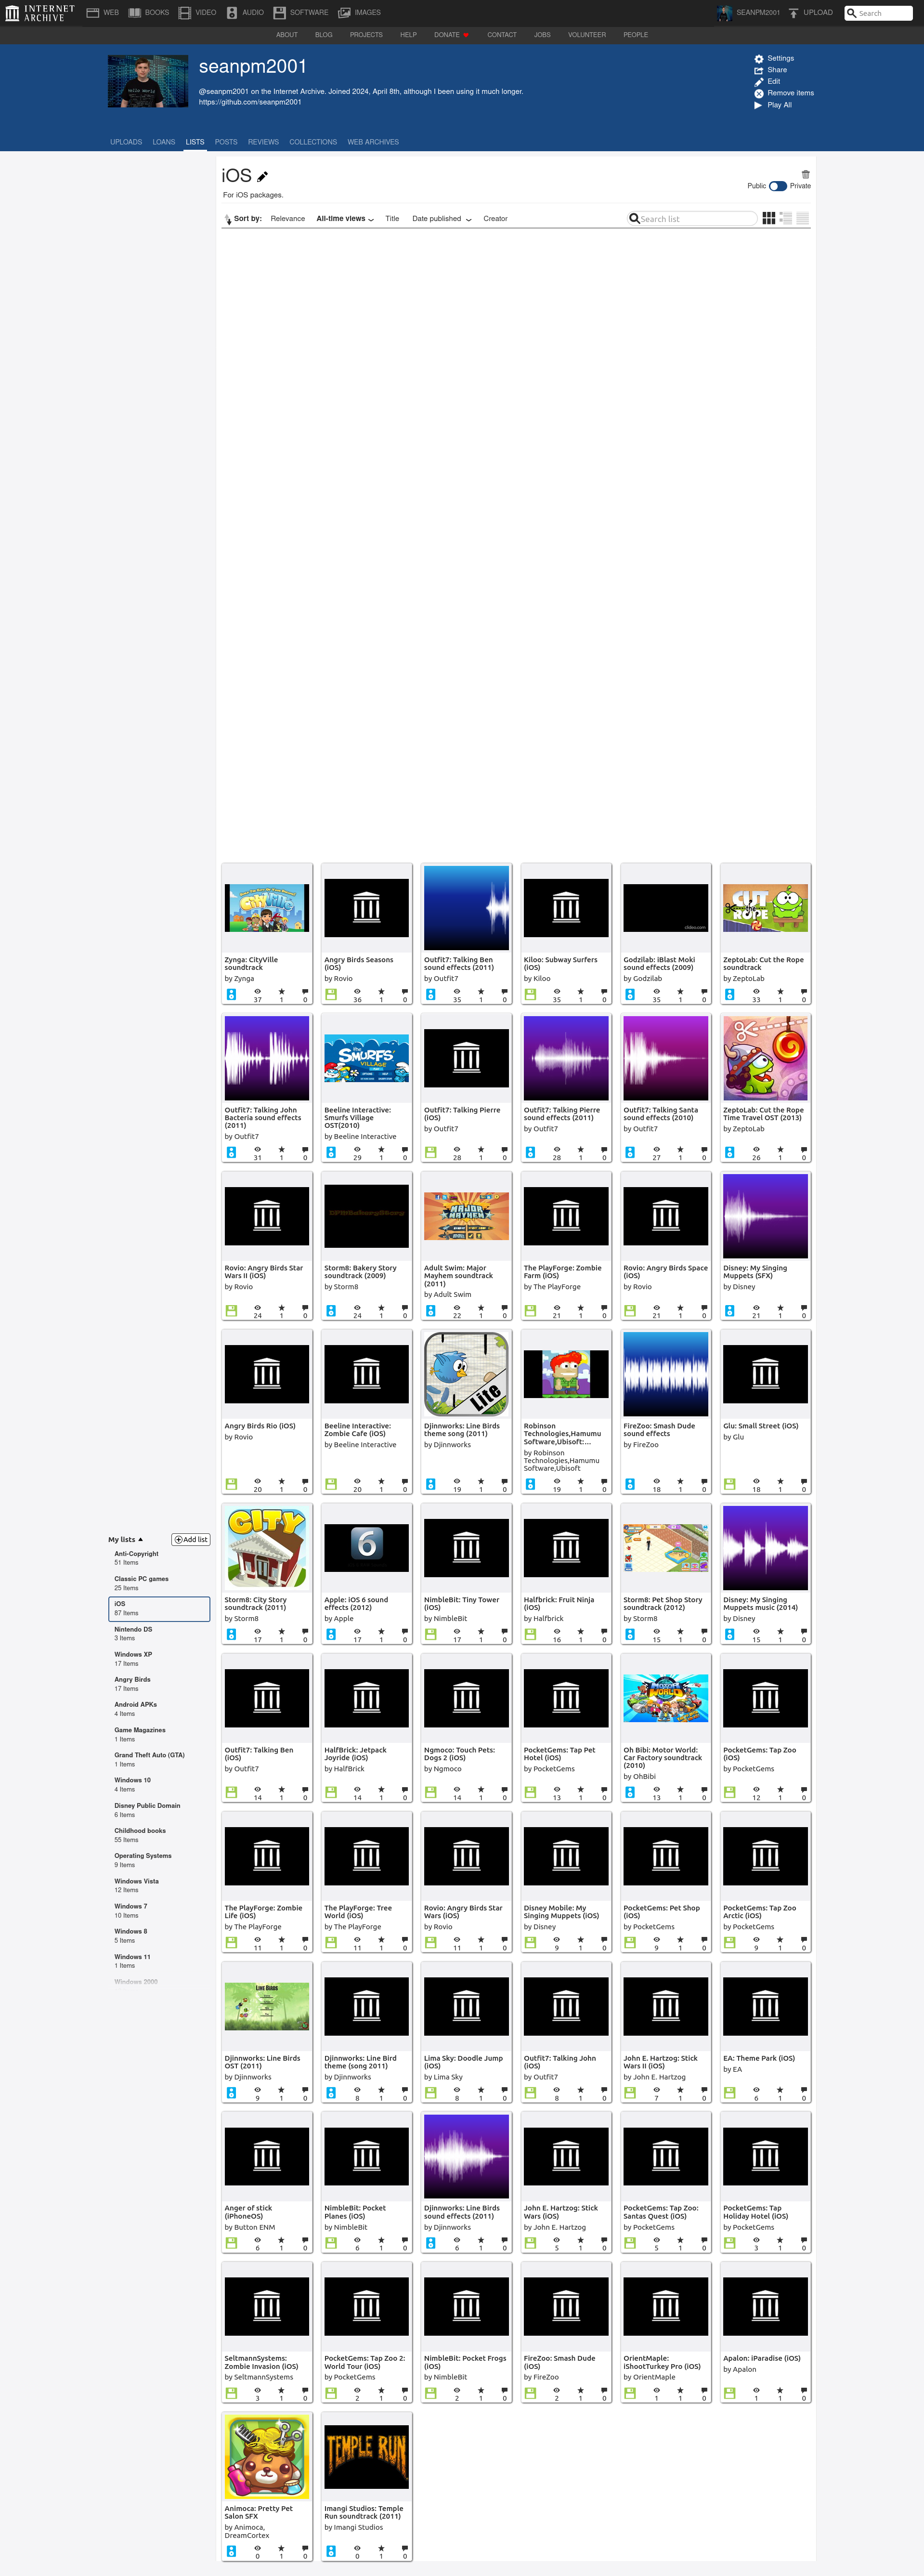 INTERNET ARCHIVE WEB BOOKS VIDEO AUDIO SOFTWARE IMAGES SEANPM2001 UPLOAD Search
ABOUT BLOG PROJECTS HELP DONATE CONTACT JOBS VOLUNTEER PEOPLE
seanpm2001
@seanpm2001 on the Internet Archive. Joined 2024, April 8th, although I been using it much longer.
https://github.com/seanpm2001
Settings
Share
Edit
Remove items
Play All
UPLOADS LOANS LISTS POSTS REVIEWS COLLECTIONS WEB ARCHIVES
iOS
For iOS packages.
Public Private
Sort by: Relevance All-time views Title Date published Creator Search list
My lists Add list
Anti-Copyright
51 Items
Classic PC games
25 Items
iOS
87 Items
Nintendo DS
3 Items
Windows XP
17 Items
Angry Birds
17 Items
Android APKs
4 Items
Game Magazines
1 Items
Grand Theft Auto (GTA)
1 Items
Windows 10
4 Items
Disney Public Domain
6 Items
Childhood books
55 Items
Operating Systems
9 Items
Windows Vista
12 Items
Windows 7
10 Items
Windows 8
5 Items
Windows 11
1 Items
Windows 2000
CityVille
Zynga: CityVille
soundtrack
by Zynga
37 1 0
Angry Birds Seasons
(iOS)
by Rovio
36 1 0
Outfit7: Talking Ben
sound effects (2011)
by Outfit7
35 1 0
Kiloo: Subway Surfers
(iOS)
by Kiloo
35 1 0
Godzilab: iBlast Moki
sound effects (2009)
by Godzilab
35 1 0
CUT the ROPE
ZeptoLab: Cut the Rope
soundtrack
by ZeptoLab
33 1 0
Outfit7: Talking John
Bacteria sound effects
(2011)
by Outfit7
31 1 0
SMURFS'
VILLAGE
Beeline Interactive:
Smurfs Village
OST(2010)
by Beeline Interactive
29 1 0
Outfit7: Talking Pierre
(iOS)
by Outfit7
28 1 0
Outfit7: Talking Pierre
sound effects (2011)
by Outfit7
28 1 0
Outfit7: Talking Santa
sound effects (2010)
by Outfit7
27 1 0
ZeptoLab: Cut the Rope
Time Travel OST (2013)
by ZeptoLab
26 1 0
Rovio: Angry Birds Star
Wars II (iOS)
by Rovio
24 1 0
Storm8: Bakery Story
soundtrack (2009)
by Storm8
24 1 0
MAJOR
MAYHEM
Adult Swim: Major
Mayhem soundtrack
(2011)
by Adult Swim
22 1 0
The PlayForge: Zombie
Farm (iOS)
by The PlayForge
21 1 0
Rovio: Angry Birds Space
(iOS)
by Rovio
21 1 0
Disney: My Singing
Muppets (SFX)
by Disney
21 1 0
Angry Birds Rio (iOS)
by Rovio
20 1 0
Beeline Interactive:
Zombie Cafe (iOS)
by Beeline Interactive
20 1 0
Lite
Djinnworks: Line Birds
theme song (2011)
by Djinnworks
19 1 0
Robinson
Technologies,Hamumu
Software,Ubisoft:...
by Robinson
Technologies,Hamumu
Software,Ubisoft
19 1 0
FireZoo: Smash Dude
sound effects
by FireZoo
18 1 0
Glu: Small Street (iOS)
by Glu
18 1 0
CITY
Storm8: City Story
soundtrack (2011)
by Storm8
17 1 0
6
Apple: iOS 6 sound
effects (2012)
by Apple
17 1 0
NimbleBit: Tiny Tower
(iOS)
by NimbleBit
17 1 0
Halfbrick: Fruit Ninja
(iOS)
by Halfbrick
16 1 0
Storm8: Pet Shop Story
soundtrack (2012)
by Storm8
15 1 0
Disney: My Singing
Muppets music (2014)
by Disney
15 1 0
Outfit7: Talking Ben
(iOS)
by Outfit7
14 1 0
HalfBrick: Jetpack
Joyride (iOS)
by HalfBrick
14 1 0
Ngmoco: Touch Pets:
Dogs 2 (iOS)
by Ngmoco
14 1 0
PocketGems: Tap Pet
Hotel (iOS)
by PocketGems
13 1 0
MOTOR
WORLD
Oh Bibi: Motor World:
Car Factory soundtrack
(2010)
by OhBibi
13 1 0
PocketGems: Tap Zoo
(iOS)
by PocketGems
12 1 0
The PlayForge: Zombie
Life (iOS)
by The PlayForge
11 1 0
The PlayForge: Tree
World (iOS)
by The PlayForge
11 1 0
Rovio: Angry Birds Star
Wars (iOS)
by Rovio
11 1 0
Disney Mobile: My
Singing Muppets (iOS)
by Disney
9 1 0
PocketGems: Pet Shop
(iOS)
by PocketGems
9 1 0
PocketGems: Tap Zoo
Arctic (iOS)
by PocketGems
9 1 0
LINE BIRDS
Djinnworks: Line Birds
OST (2011)
by Djinnworks
9 1 0
Djinnworks: Line Bird
theme (song 2011)
by Djinnworks
8 1 0
Lima Sky: Doodle Jump
(iOS)
by Lima Sky
8 1 0
Outfit7: Talking John
(iOS)
by Outfit7
8 1 0
John E. Hartzog: Stick
Wars II (iOS)
by John E. Hartzog
7 1 0
EA: Theme Park (iOS)
by EA
6 1 0
Anger of stick
(iPhoneOS)
by Button ENM
6 1 0
NimbleBit: Pocket
Planes (iOS)
by NimbleBit
6 1 0
Djinnworks: Line Birds
sound effects (2011)
by Djinnworks
6 1 0
John E. Hartzog: Stick
Wars (iOS)
by John E. Hartzog
5 1 0
PocketGems: Tap Zoo:
Santas Quest (iOS)
by PocketGems
5 1 0
PocketGems: Tap
Holiday Hotel (iOS)
by PocketGems
3 1 0
SeltmannSystems:
Zombie Invasion (iOS)
by SeltmannSystems
3 1 0
PocketGems: Tap Zoo 2:
World Tour (iOS)
by PocketGems
2 1 0
NimbleBit: Pocket Frogs
(iOS)
by NimbleBit
2 1 0
FireZoo: Smash Dude
(iOS)
by FireZoo
2 1 0
OrientMaple:
iShootTurkey Pro (iOS)
by OrientMaple
1 1 0
Apalon: iParadise (iOS)
by Apalon
1 1 0
Animoca: Pretty Pet
Salon SFX
by Animoca,
DreamCortex
0 1 0
TEMPLE RUN
Imangi Studios: Temple
Run soundtrack (2011)
by Imangi Studios
0 1 0